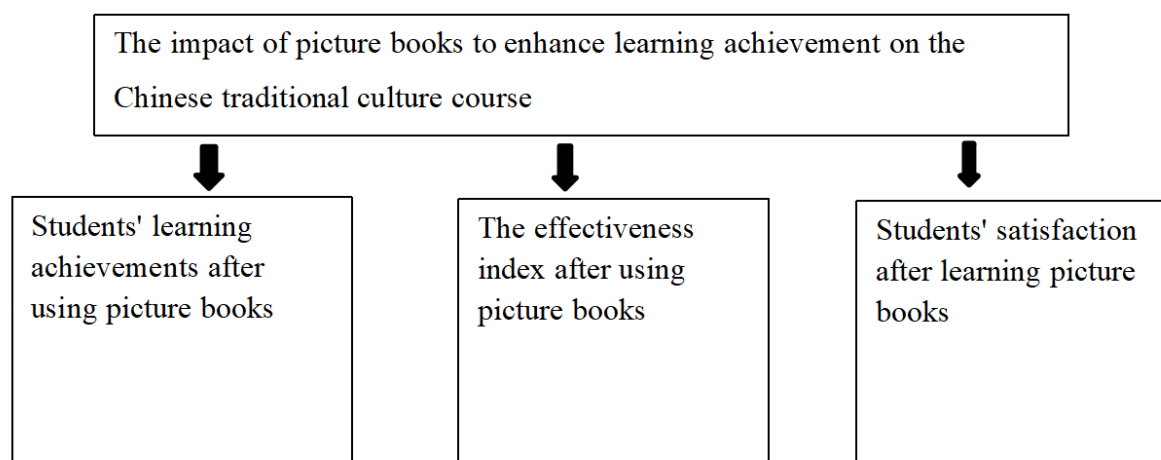 The impact of picture books to enhance learning achievement on the
Chinese traditional culture course
Students' learning
achievements after
using picture books
The effectiveness
index after using
picture books
Students' satisfaction
after learning picture
books